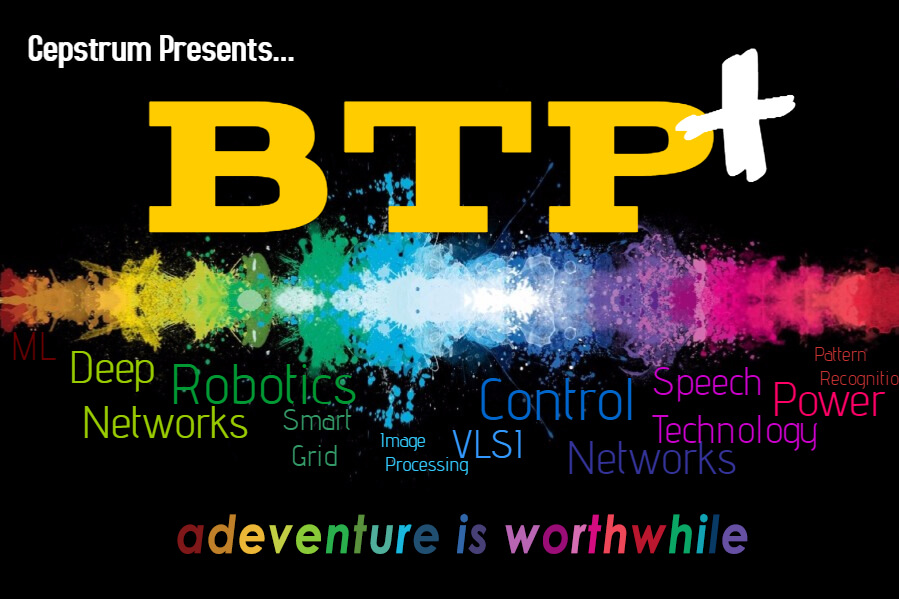 Cepstrum Presents...
BTP+
ML
Deep
Networks
Robotics
Smart
Grid
Image
Processing
VLSI
Control
Networks
Speech
Technology
Power
Pattern
Recognitio
adeventure is worthwhile